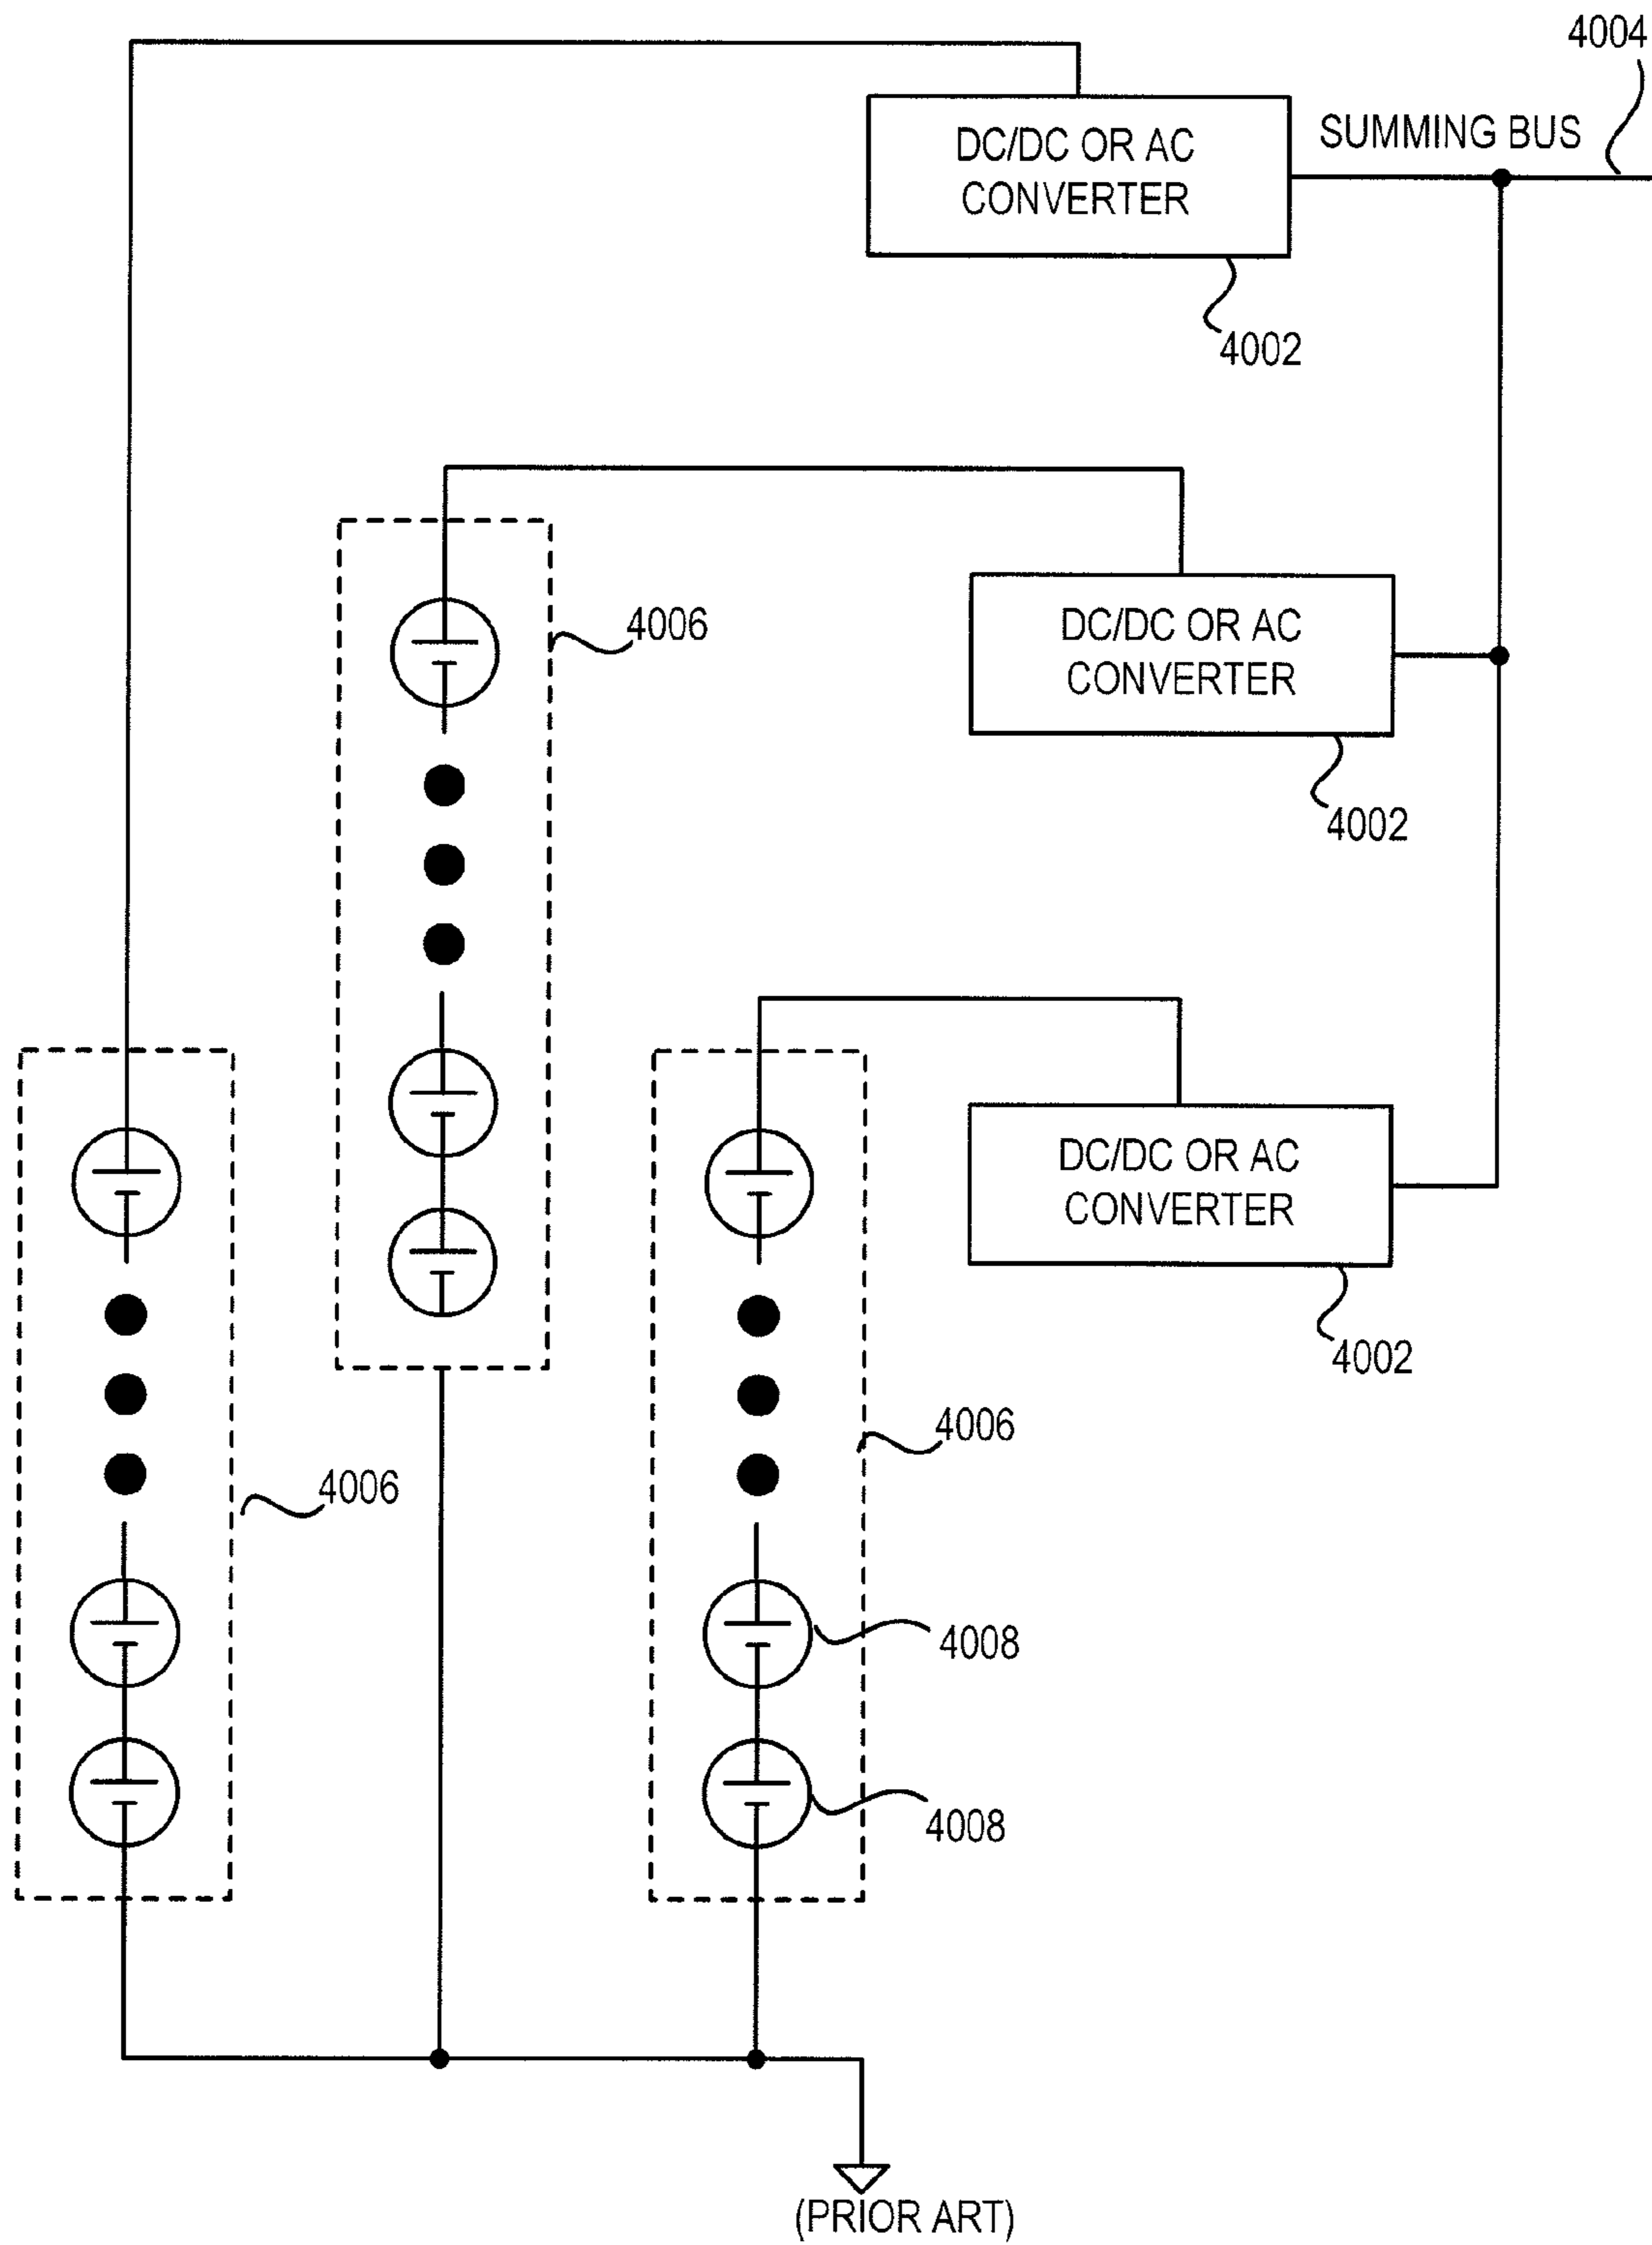 4004
SUMMING BUS
DC/DC OR AC
CONVERTER
4002
4006
DC/DC OR AC
CONVERTER
4002
DC/DC OR AC
CONVERTER
4002
4006
4006
4008
4008
(PRIOR ART)